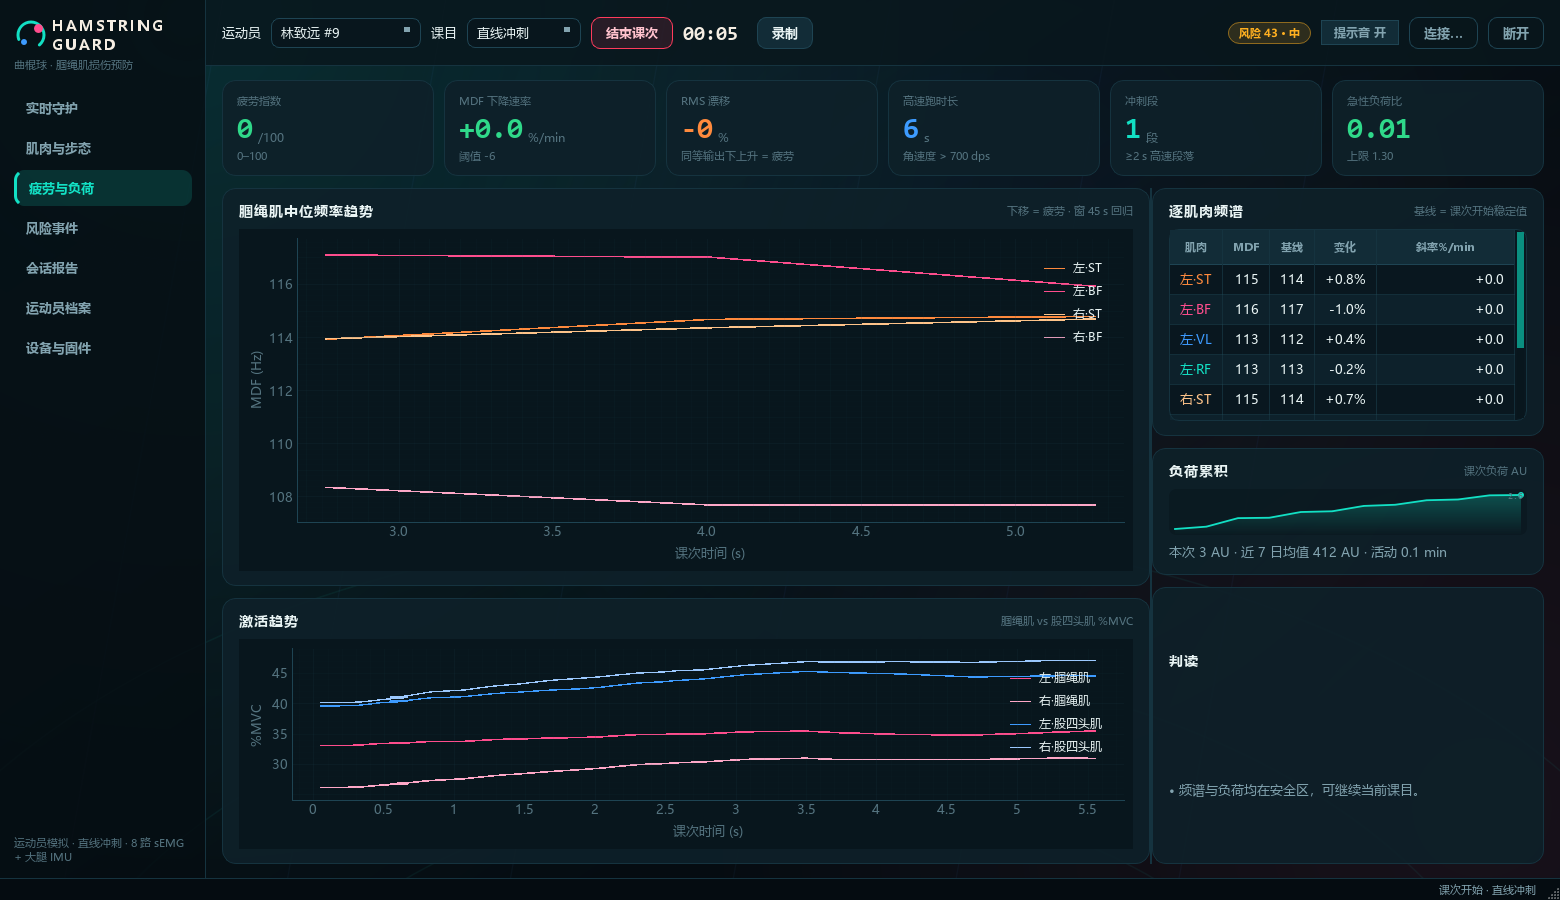 HAMSTRING
GUARD
曲棍球 · 腘绳肌损伤预防
实时守护
肌肉与步态
疲劳与负荷
风险事件
会话报告
运动员档案
设备与固件
运动员模拟 · 直线冲刺 · 8 路 sEMG
+ 大腿 IMU
运动员 林致远 #9 课目 直线冲刺 结束课次 00:05 录制 风险 43 • 中 提示音 开 连接... 断开
疲劳指数
0 /100
0–100
MDF 下降速率
+0.0 %/min
阈值 -6
RMS 漂移
-0 %
同等输出下上升 = 疲劳
高速跑时长
6 s
角速度 > 700 dps
冲刺段
1 段
≥2 s 高速段落
急性负荷比
0.01
上限 1.30
腘绳肌中位频率趋势 下移 = 疲劳 · 窗 45 s 回归
116
114
112
110
108
MDF (Hz)
3.0 3.5 4.0 4.5 5.0
课次时间 (s)
左·ST
左·BF
右·ST
右·BF
激活趋势 腘绳肌 vs 股四头肌 %MVC
45
40
35
30
%MVC
0 0.5 1 1.5 2 2.5 3 3.5 4 4.5 5 5.5
课次时间 (s)
左·腘绳肌
右·腘绳肌
左·股四头肌
右·股四头肌
逐肌肉频谱 基线 = 课次开始稳定值
肌肉 MDF 基线 变化 斜率%/min
左·ST 115 114 +0.8% +0.0
左·BF 116 117 -1.0% +0.0
左·VL 113 112 +0.4% +0.0
左·RF 113 113 -0.2% +0.0
右·ST 115 114 +0.7% +0.0
负荷累积 课次负荷 AU
本次 3 AU · 近 7 日均值 412 AU · 活动 0.1 min
判读
• 频谱与负荷均在安全区，可继续当前课目。
课次开始 · 直线冲刺